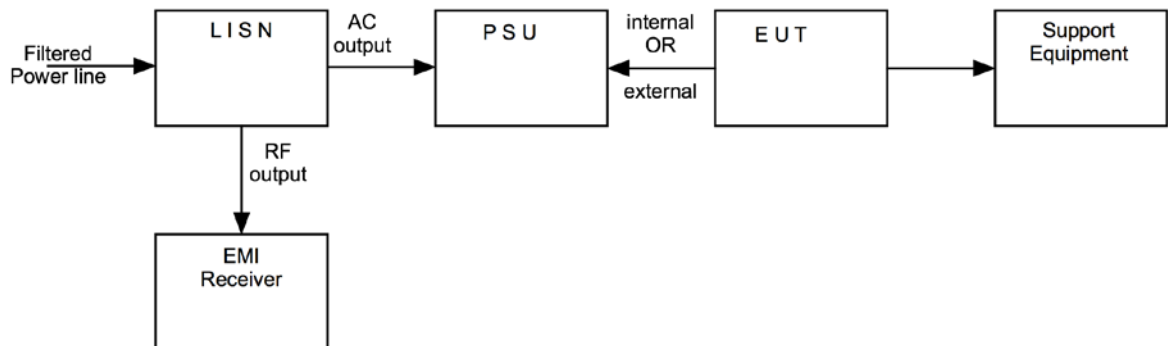 L I S N
AC
output
P S U
internal
OR
external
E U T
Support
Equipment
Filtered
Power line
RF
output
EMI
Receiver